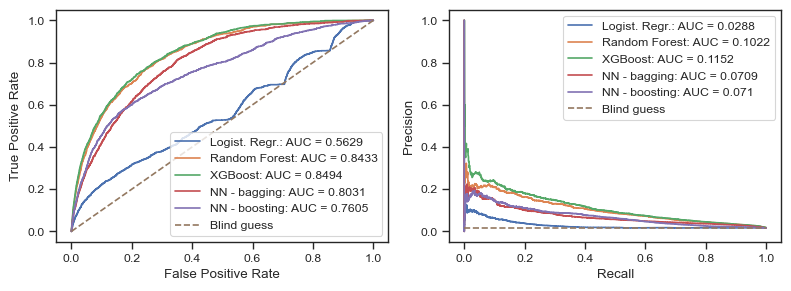 1.0
0.8
0.6
0.4
0.2
0.0
True Positive Rate
Logist. Regr.: AUC = 0.5629
Random Forest: AUC = 0.8433
XGBoost: AUC = 0.8494
NN - bagging: AUC = 0.8031
NN - boosting: AUC = 0.7605
Blind guess
0.0 0.2 0.4 0.6 0.8 1.0
False Positive Rate
1.0
0.8
0.6
0.4
0.2
0.0
Precision
Logist. Regr.: AUC = 0.0288
Random Forest: AUC = 0.1022
XGBoost: AUC = 0.1152
NN - bagging: AUC = 0.0709
NN - boosting: AUC = 0.071
Blind guess
0.0 0.2 0.4 0.6 0.8 1.0
Recall